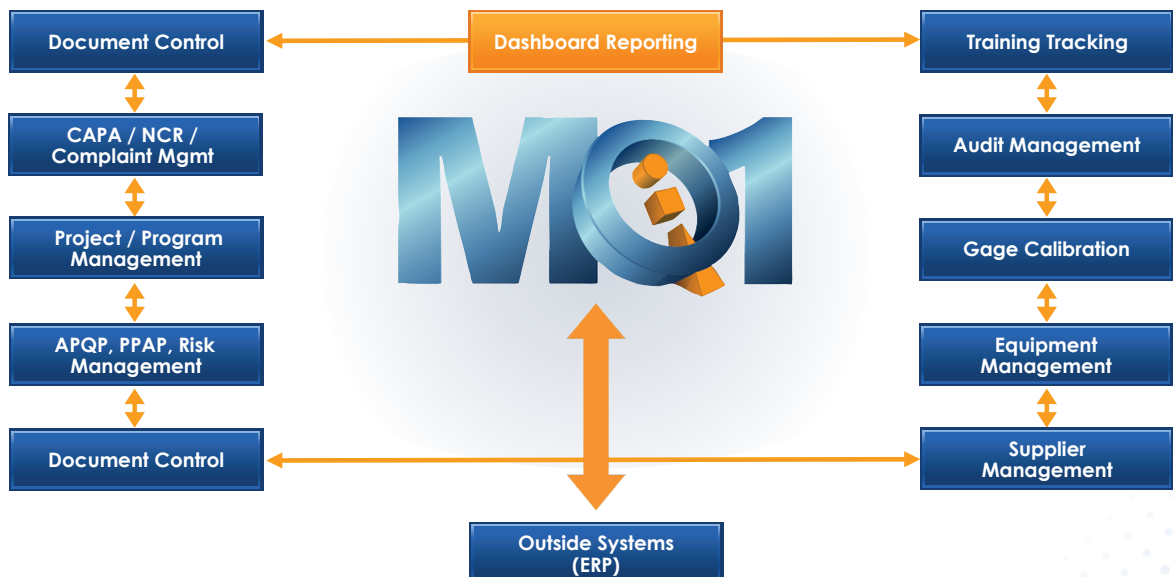 Document Control
Dashboard Reporting
Training Tracking
CAPA / NCR /
Complaint Mgmt
Audit Management
MQ1
Project / Program
Management
Gage Calibration
APQP, PPAP, Risk
Management
Equipment
Management
Document Control
Supplier
Management
Outside Systems
(ERP)